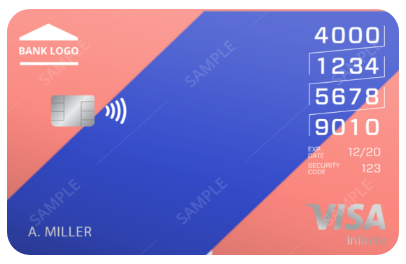 BANK LOGO
SAMPLE
SAMPLE
4000
1234
5678
9010
EXP.
DATE 12/20
SECURITY
CODE 123
SAMPLE
SAMPLE
A. MILLER
VISA
Infinite